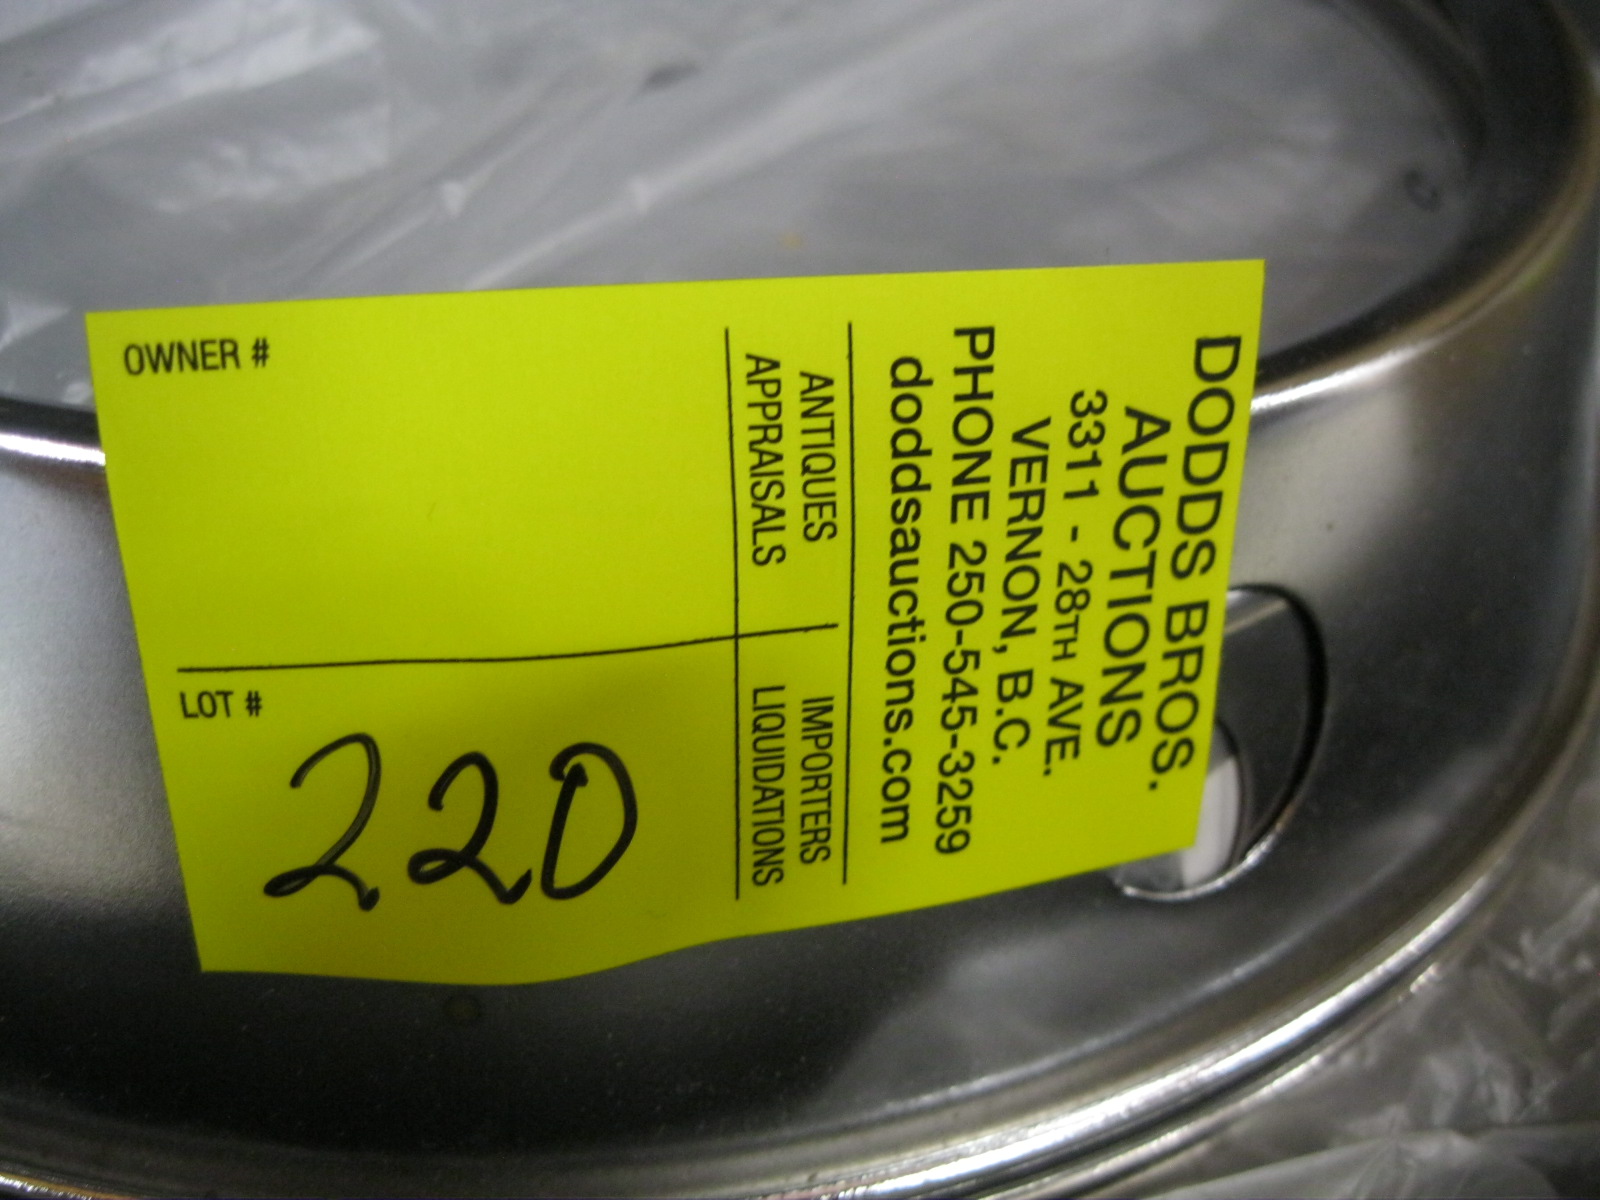 DODDS BROS.
AUCTIONS
3311 - 28TH AVE.
VERNON, B.C.
PHONE 250-545-3259
doddsauctions.com
ANTIQUES IMPORTERS
APPRAISALS LIQUIDATIONS
OWNER #
LOT #
220